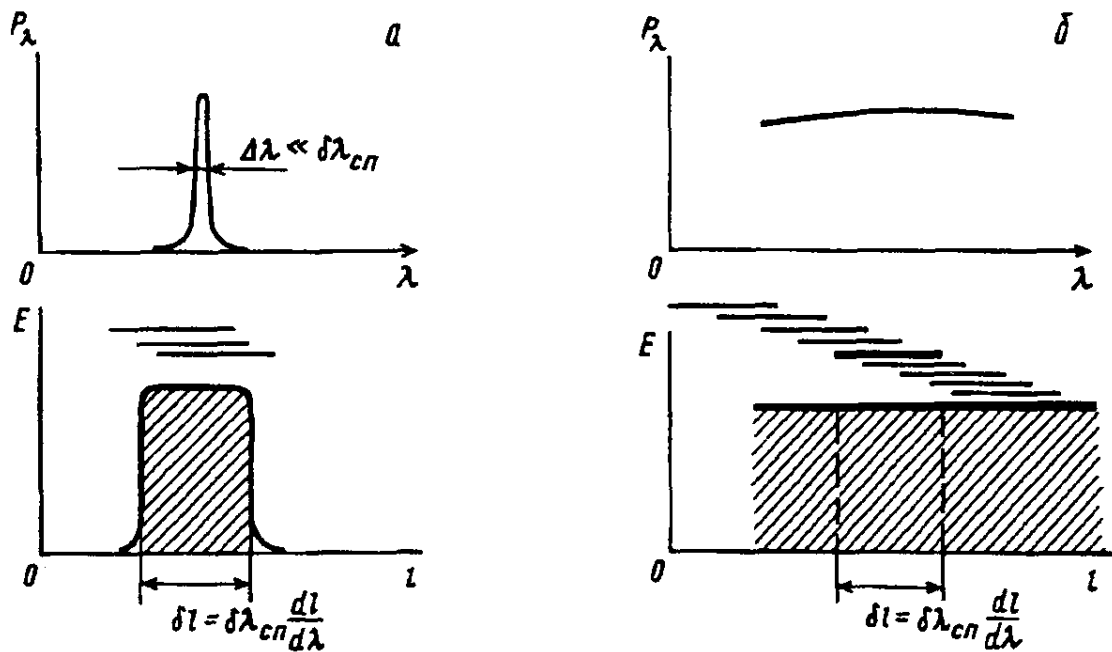 P_λ а
Δλ ≪ δλ_сп
0 λ
E
0 l
δl = δλ_сп dl/dλ
P_λ б
0 λ
E
0 l
δl = δλ_сп dl/dλ